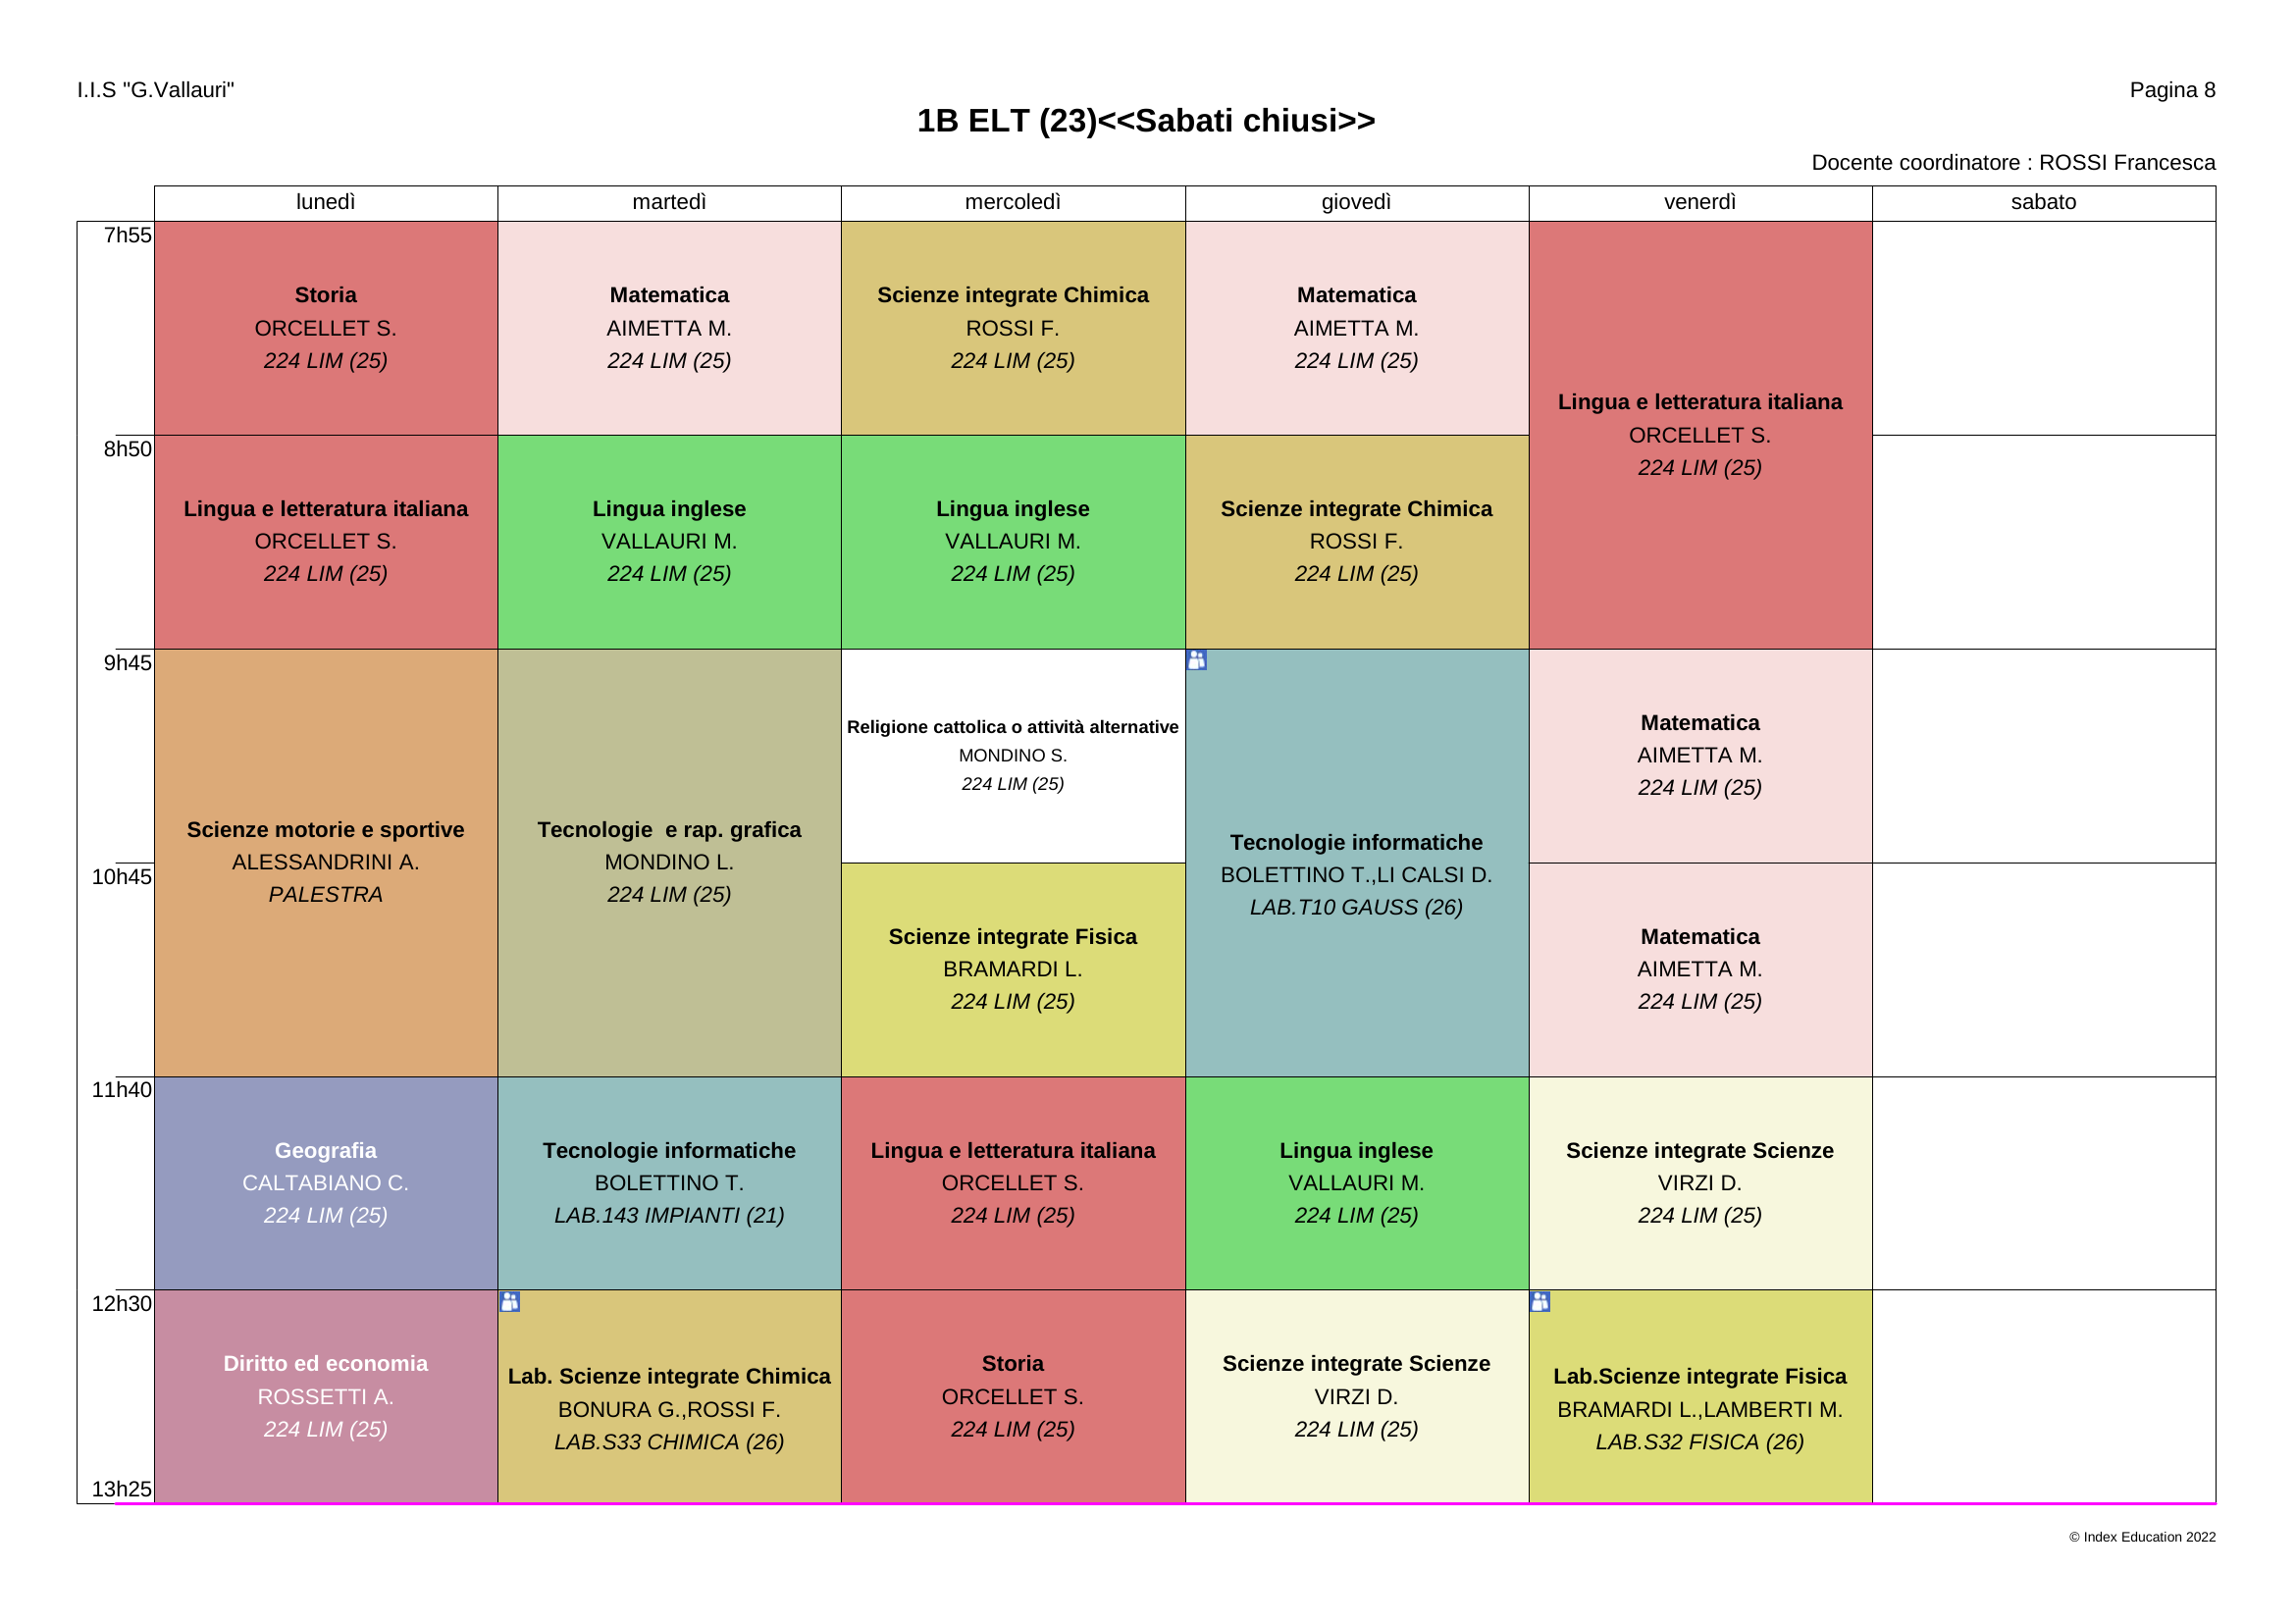 I.I.S "G.Vallauri"
Pagina 8
1B ELT (23)<<Sabati chiusi>>
Docente coordinatore : ROSSI Francesca
lunedì
martedì
mercoledì
giovedì
venerdì
sabato
7h55
Storia
ORCELLET S.
224 LIM (25)
Matematica
AIMETTA M.
224 LIM (25)
Scienze integrate Chimica
ROSSI F.
224 LIM (25)
Matematica
AIMETTA M.
224 LIM (25)
Lingua e letteratura italiana
ORCELLET S.
224 LIM (25)
8h50
Lingua e letteratura italiana
ORCELLET S.
224 LIM (25)
Lingua inglese
VALLAURI M.
224 LIM (25)
Lingua inglese
VALLAURI M.
224 LIM (25)
Scienze integrate Chimica
ROSSI F.
224 LIM (25)
9h45
Scienze motorie e sportive
ALESSANDRINI A.
PALESTRA
Tecnologie  e rap. grafica
MONDINO L.
224 LIM (25)
Religione cattolica o attività alternative
MONDINO S.
224 LIM (25)
Tecnologie informatiche
BOLETTINO T.,LI CALSI D.
LAB.T10 GAUSS (26)
Matematica
AIMETTA M.
224 LIM (25)
10h45
Scienze integrate Fisica
BRAMARDI L.
224 LIM (25)
Matematica
AIMETTA M.
224 LIM (25)
11h40
Geografia
CALTABIANO C.
224 LIM (25)
Tecnologie informatiche
BOLETTINO T.
LAB.143 IMPIANTI (21)
Lingua e letteratura italiana
ORCELLET S.
224 LIM (25)
Lingua inglese
VALLAURI M.
224 LIM (25)
Scienze integrate Scienze
VIRZI D.
224 LIM (25)
12h30
Diritto ed economia
ROSSETTI A.
224 LIM (25)
Lab. Scienze integrate Chimica
BONURA G.,ROSSI F.
LAB.S33 CHIMICA (26)
Storia
ORCELLET S.
224 LIM (25)
Scienze integrate Scienze
VIRZI D.
224 LIM (25)
Lab.Scienze integrate Fisica
BRAMARDI L.,LAMBERTI M.
LAB.S32 FISICA (26)
13h25
© Index Education 2022